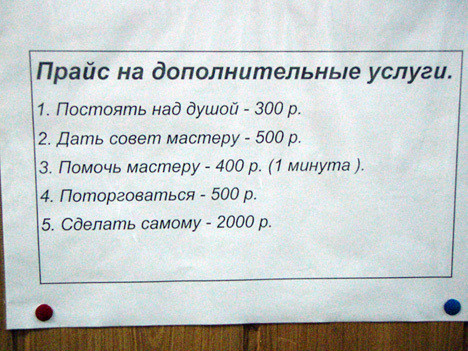 Прайс на дополнительные услуги.
1. Постоять над душой - 300 р.
2. Дать совет мастеру - 500 р.
3. Помочь мастеру - 400 р. (1 минута ).
4. Поторговаться - 500 р.
5. Сделать самому - 2000 р.